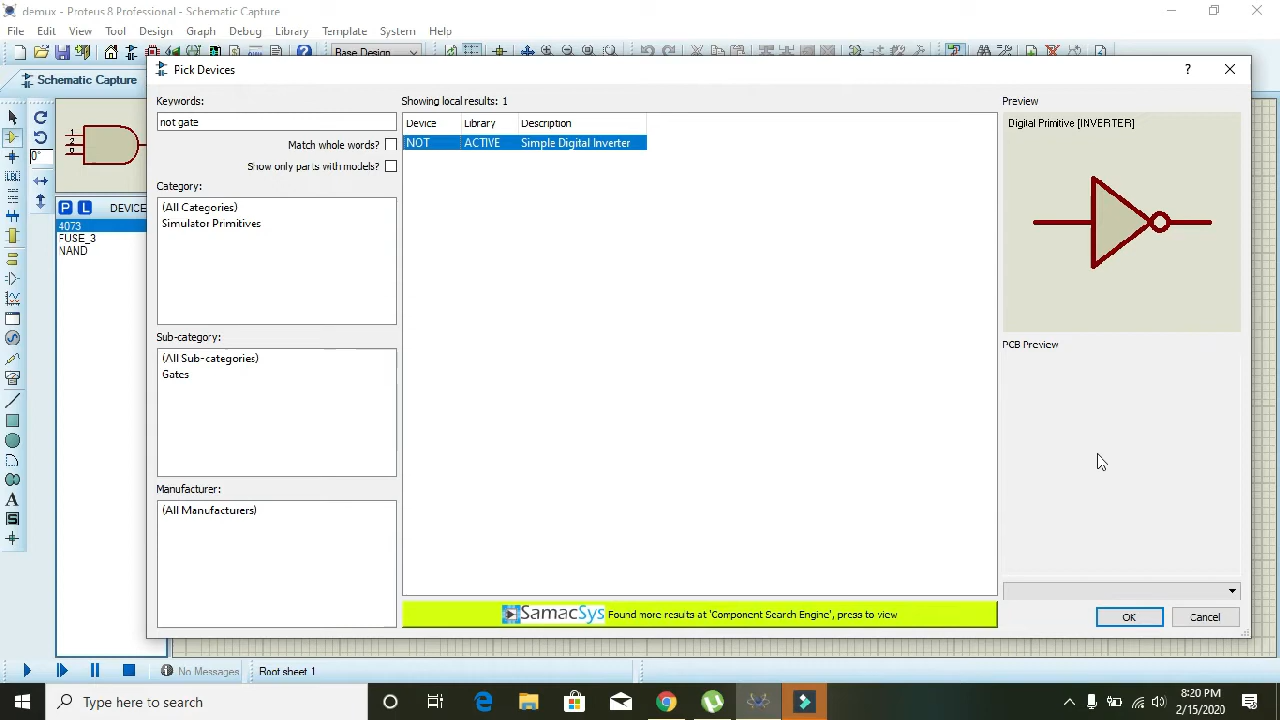 demux - Proteus 8 Professional - Schematic Capture
File Edit View Tool Design Graph Debug Library Template System Help
Base Design
Schematic Capture
Pick Devices
?
Keywords:
not gate
Match whole words?
Show only parts with models?
Category:
(All Categories)
Simulator Primitives
Sub-category:
(All Sub-categories)
Gates
Manufacturer:
(All Manufacturers)
Showing local results: 1
Device Library Description
NOT ACTIVE Simple Digital Inverter
SamacSys Found more results at 'Component Search Engine', press to view
Preview
Digital Primitive [INVERTER]
PCB Preview
OK Cancel
0°
P L DEVICE
4073
FUSE_3
NAND
No Messages
Root sheet 1
Type here to search
8:20 PM
2/15/2020